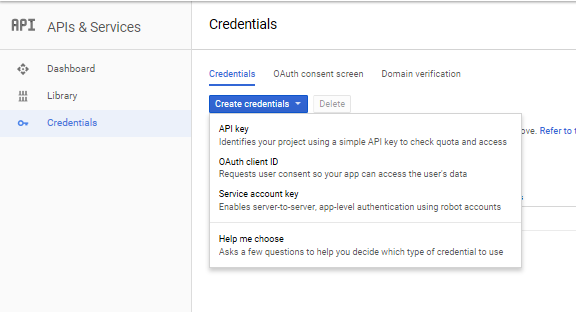 API APIs & Services
Dashboard
Library
Credentials
Credentials
Credentials OAuth consent screen Domain verification
Create credentials Delete
API key
Identifies your project using a simple API key to check quota and access
OAuth client ID
Requests user consent so your app can access the user's data
Service account key
Enables server-to-server, app-level authentication using robot accounts
Help me choose
Asks a few questions to help you decide which type of credential to use
ove. Refer to t